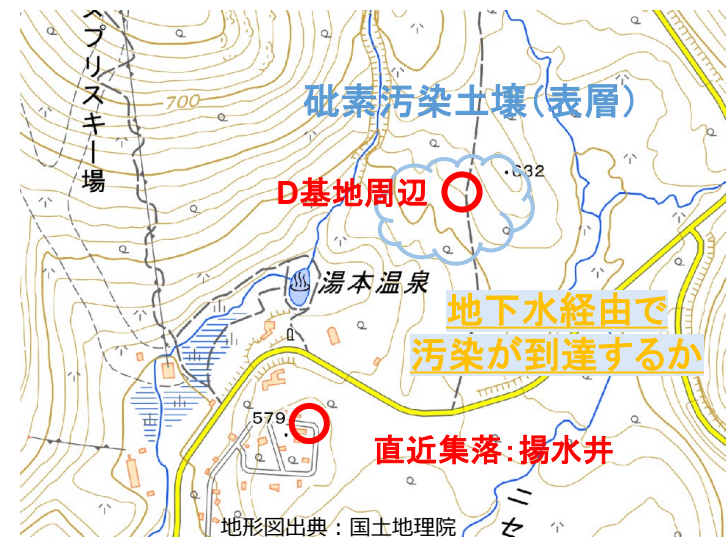 スプリスキー場
700
砒素汚染土壌(表層)
・632
D基地周辺
湯本温泉
地下水経由で
汚染が到達するか
579
直近集落:揚水井
ニセ
地形図出典:国土地理院